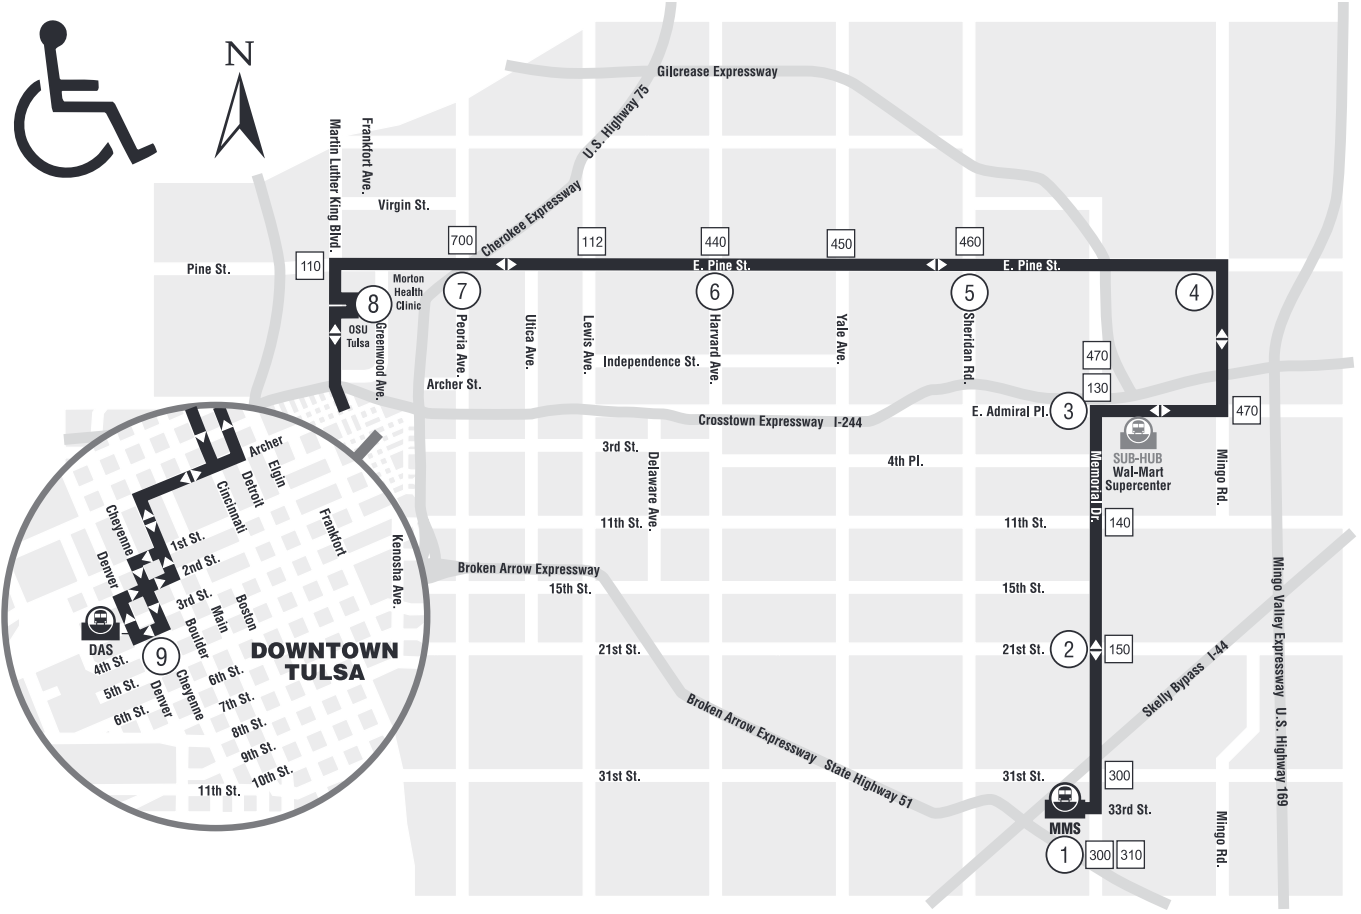 N
Gilcrease Expressway
U.S. Highway 75
Cherokee Expressway
Martin Luther King Blvd.
Frankfort Ave.
Virgin St.
Pine St.
110
700
112
440
450
460
E. Pine St.
E. Pine St.
8
7
6
5
4
Morton
Health
Clinic
OSU
Tulsa
Greenwood Ave.
Peoria Ave.
Utica Ave.
Lewis Ave.
Harvard Ave.
Yale Ave.
Sheridan Rd.
Independence St.
Archer St.
470
130
E. Admiral Pl.
3
470
Crosstown Expressway I-244
SUB-HUB
Wal-Mart
Supercenter
Memorial Dr.
Mingo Rd.
3rd St.
4th Pl.
Delaware Ave.
11th St.
11th St.
140
Broken Arrow Expressway
15th St.
15th St.
21st St.
21st St.
2
150
Skelly Bypass I-44
Mingo Valley Expressway U.S. Highway 169
Broken Arrow Expressway State Highway 51
31st St.
31st St.
300
33rd St.
MMS
1
300
310
Mingo Rd.
Archer
Elgin
Detroit
Cincinnati
Frankfort
Kenosha Ave.
Cheyenne
Denver
1st St.
2nd St.
3rd St.
Boston
Main
Boulder
DAS
9
4th St.
5th St.
6th St.
Denver
Cheyenne
DOWNTOWN
TULSA
6th St.
7th St.
8th St.
9th St.
10th St.
11th St.